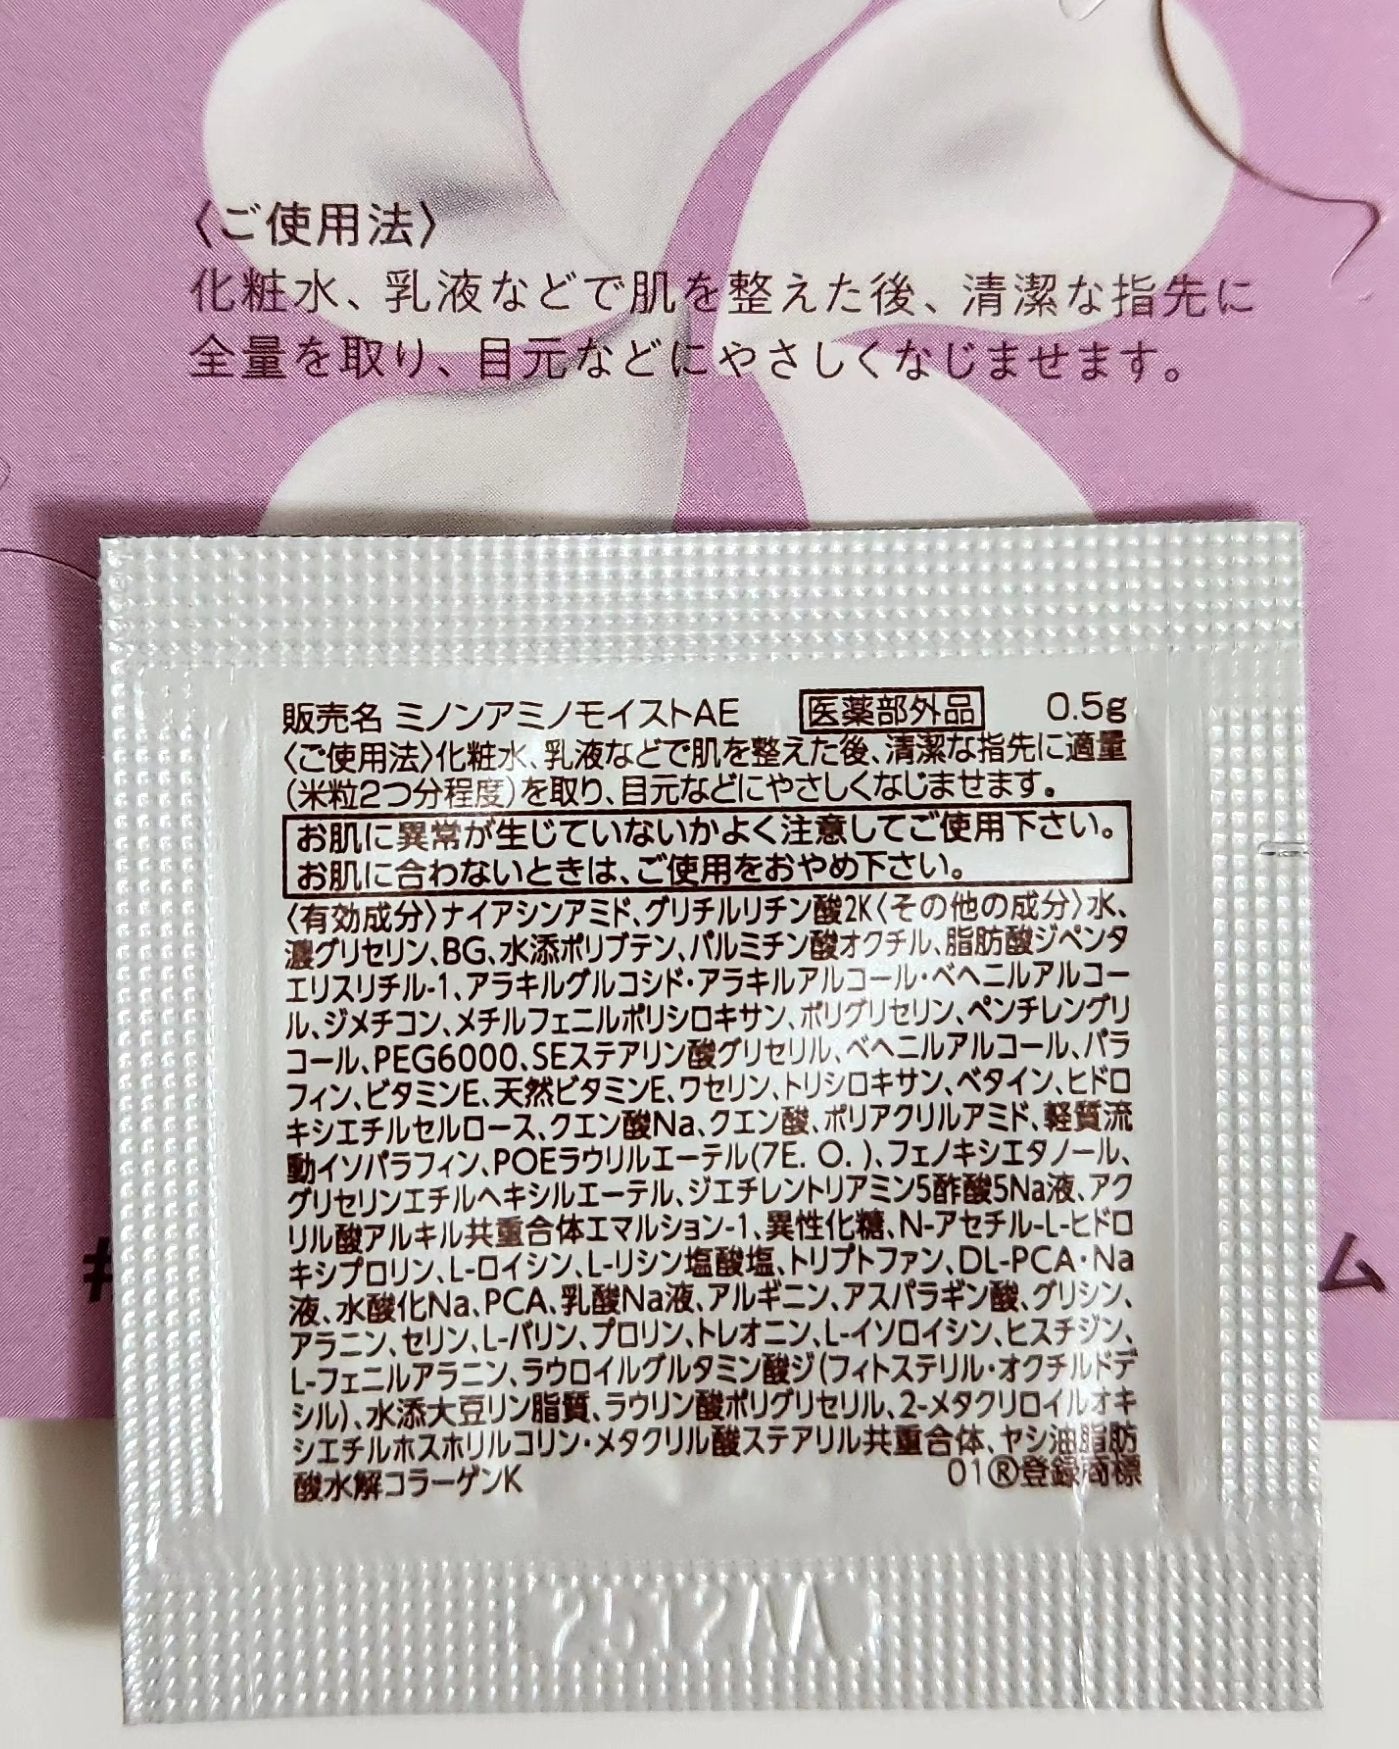 〈ご使用法〉
化粧水、乳液などで肌を整えた後、清潔な指先に
全量を取り、目元などにやさしくなじませます。
販売名 ミノンアミノモイストAE 医薬部外品 0.5g
〈ご使用法〉化粧水、乳液などで肌を整えた後、清潔な指先に適量
(米粒2つ分程度)を取り、目元などにやさしくなじませます。
お肌に異常が生じていないかよく注意してご使用下さい。
お肌に合わないときは、ご使用をおやめ下さい。
〈有効成分〉ナイアシンアミド、グリチルリチン酸2K〈その他の成分〉水、
濃グリセリン、BG、水添ポリブテン、パルミチン酸オクチル、脂肪酸ジペンタ
エリスリチル-1、アラキルグルコシド・アラキルアルコール・ベヘニルアルコー
ル、ジメチコン、メチルフェニルポリシロキサン、ポリグリセリン、ペンチレングリ
コール、PEG6000、SEステアリン酸グリセリル、ベヘニルアルコール、パラ
フィン、ビタミンE、天然ビタミンE、ワセリン、トリシロキサン、ベタイン、ヒドロ
キシエチルセルロース、クエン酸Na、クエン酸、ポリアクリルアミド、軽質流
動イソパラフィン、POEラウリルエーテル(7E. O. )、フェノキシエタノール、
グリセリンエチルヘキシルエーテル、ジエチレントリアミン5酢酸5Na液、アク
リル酸アルキル共重合体エマルション-1、異性化糖、N-アセチル-L-ヒドロ
キシプロリン、L-ロイシン、L-リシン塩酸塩、トリプトファン、DL-PCA・Na
液、水酸化Na、PCA、乳酸Na液、アルギニン、アスパラギン酸、グリシン、
アラニン、セリン、L-バリン、プロリン、トレオニン、L-イソロイシン、ヒスチジン、
L-フェニルアラニン、ラウロイルグルタミン酸ジ(フィトステリル・オクチルドデ
シル)、水添大豆リン脂質、ラウリン酸ポリグリセリル、2-メタクリロイルオキ
シエチルホスホリルコリン・メタクリル酸ステアリル共重合体、ヤシ油脂肪
酸水解コラーゲンK 01®登録商標